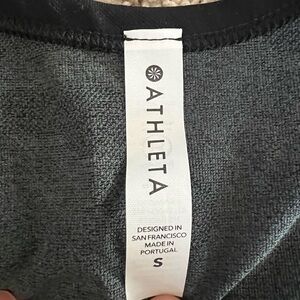 ATHLETA
DESIGNED IN
SAN FRANCISCO
MADE IN
PORTUGAL
S